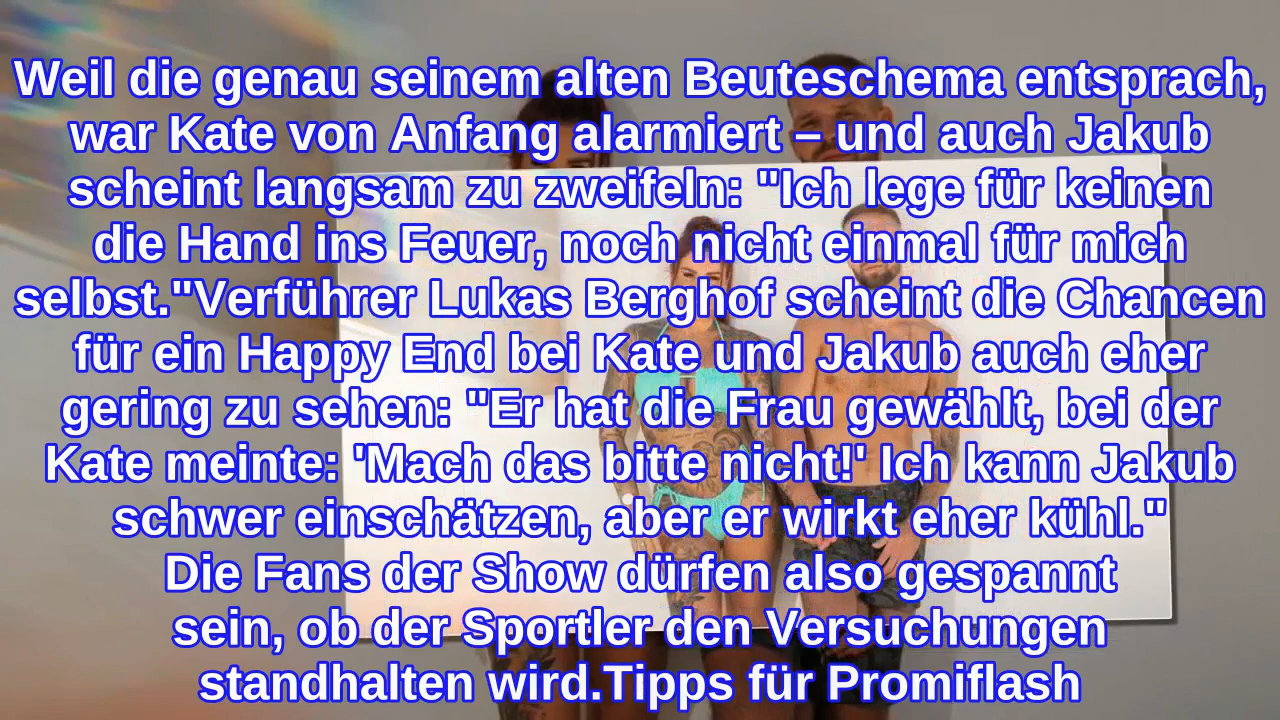 Weil die genau seinem alten Beuteschema entsprach,
war Kate von Anfang alarmiert – und auch Jakub
scheint langsam zu zweifeln: "Ich lege für keinen
die Hand ins Feuer, noch nicht einmal für mich
selbst."Verführer Lukas Berghof scheint die Chancen
für ein Happy End bei Kate und Jakub auch eher
gering zu sehen: "Er hat die Frau gewählt, bei der
Kate meinte: 'Mach das bitte nicht!' Ich kann Jakub
schwer einschätzen, aber er wirkt eher kühl."
Die Fans der Show dürfen also gespannt
sein, ob der Sportler den Versuchungen
standhalten wird.Tipps für Promiflash